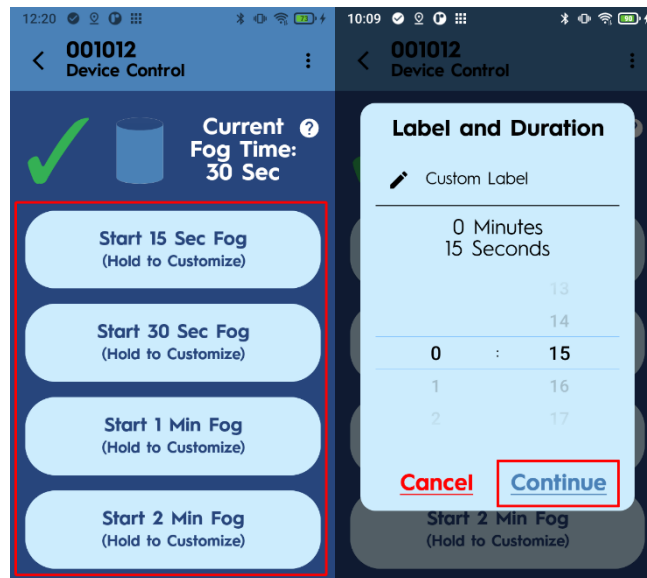 12:20
73
001012
Device Control
Current
Fog Time:
30 Sec
?
Start 15 Sec Fog
(Hold to Customize)
Start 30 Sec Fog
(Hold to Customize)
Start 1 Min Fog
(Hold to Customize)
Start 2 Min Fog
(Hold to Customize)
10:09
001012
Device Control
Label and Duration
Custom Label
0 Minutes
15 Seconds
13
14
0 : 15
1 16
2 17
Cancel Continue
Start 2 Min Fog
(Hold to Customize)